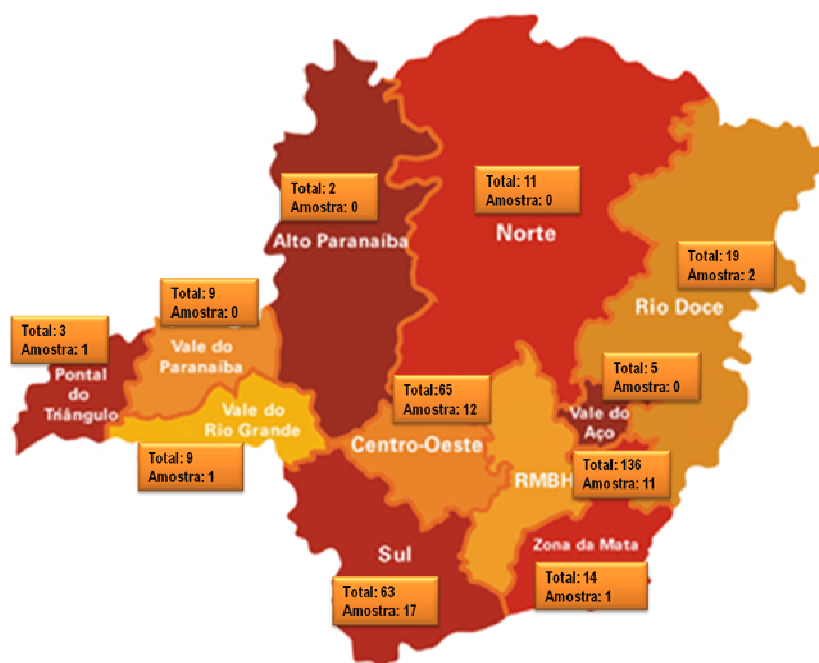 Total: 2
Amostra: 0
Alto Paranaíba
Total: 11
Amostra: 0
Norte
Total: 19
Amostra: 2
Rio Doce
Total: 9
Amostra: 0
Vale do
Paranaíba
Total: 3
Amostra: 1
Pontal
do
Triângulo
Vale do
Rio Grande
Total: 9
Amostra: 1
Total:65
Amostra: 12
Centro-Oeste
Total: 5
Amostra: 0
Vale do
Aço
RMBH
Total: 136
Amostra: 11
Sul
Total: 63
Amostra: 17
Zona da Mata
Total: 14
Amostra: 1